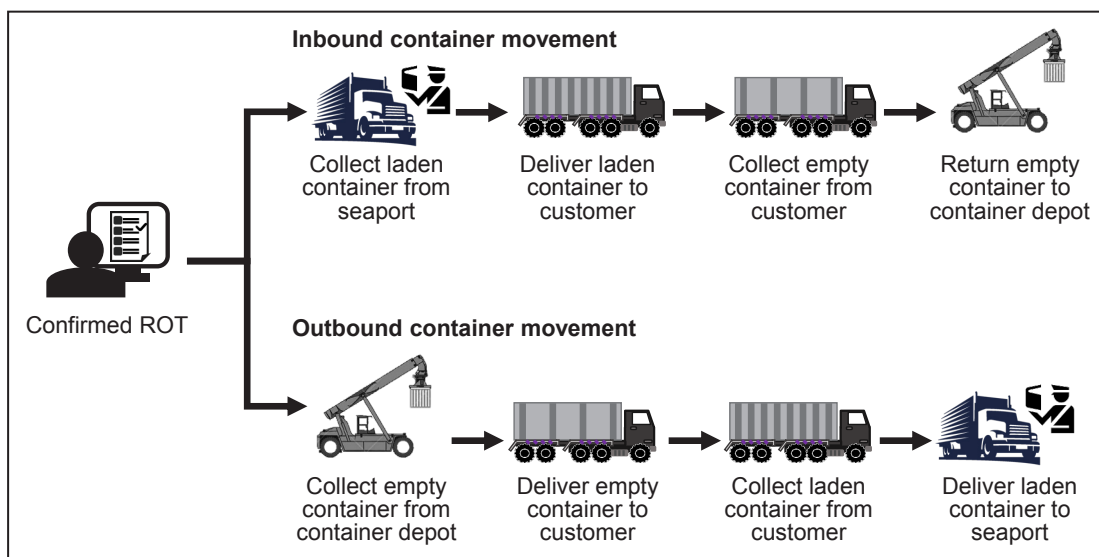 Inbound container movement
Collect laden
container from
seaport
Deliver laden
container to
customer
Collect empty
container from
customer
Return empty
container to
container depot
Confirmed ROT
Outbound container movement
Collect empty
container from
container depot
Deliver empty
container to
customer
Collect laden
container from
customer
Deliver laden
container to
seaport